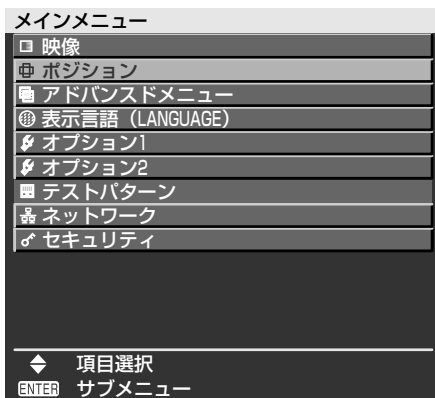 メインメニュー
映像
ポジション
アドバンスドメニュー
表示言語（LANGUAGE）
オプション1
オプション2
テストパターン
ネットワーク
セキュリティ
項目選択
ENTER サブメニュー